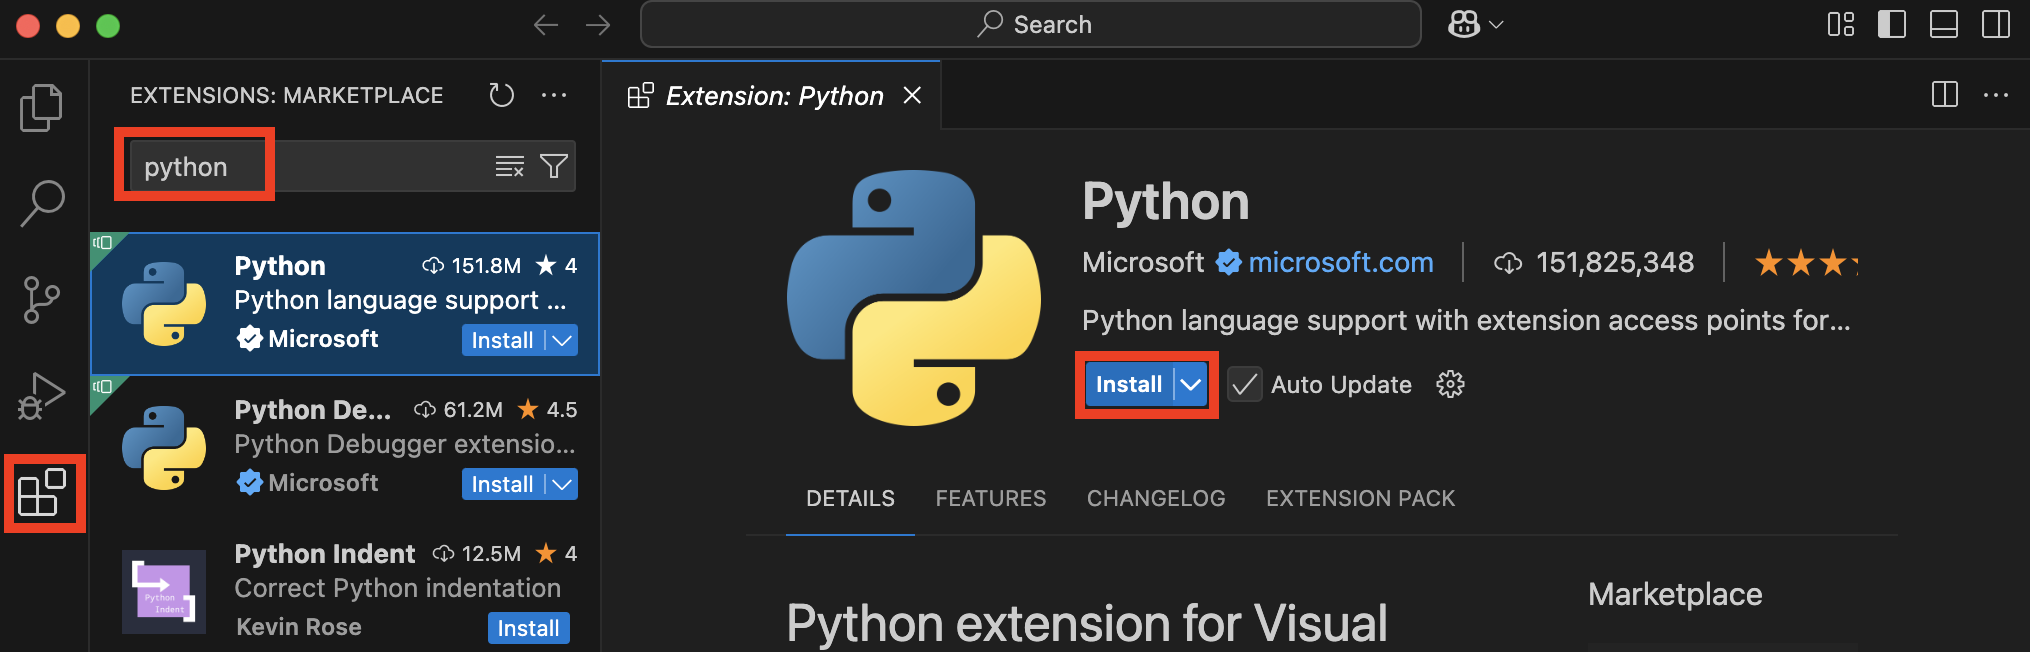 Search
EXTENSIONS: MARKETPLACE
python
Python 151.8M 4
Python language support ...
Microsoft Install
Python De... 61.2M 4.5
Python Debugger extensio...
Microsoft Install
Python Indent 12.5M 4
Correct Python indentation
Kevin Rose Install
Python
Indent
Extension: Python
Python
Microsoft microsoft.com 151,825,348
Python language support with extension access points for...
Install Auto Update
DETAILS FEATURES CHANGELOG EXTENSION PACK
Python extension for Visual
Marketplace